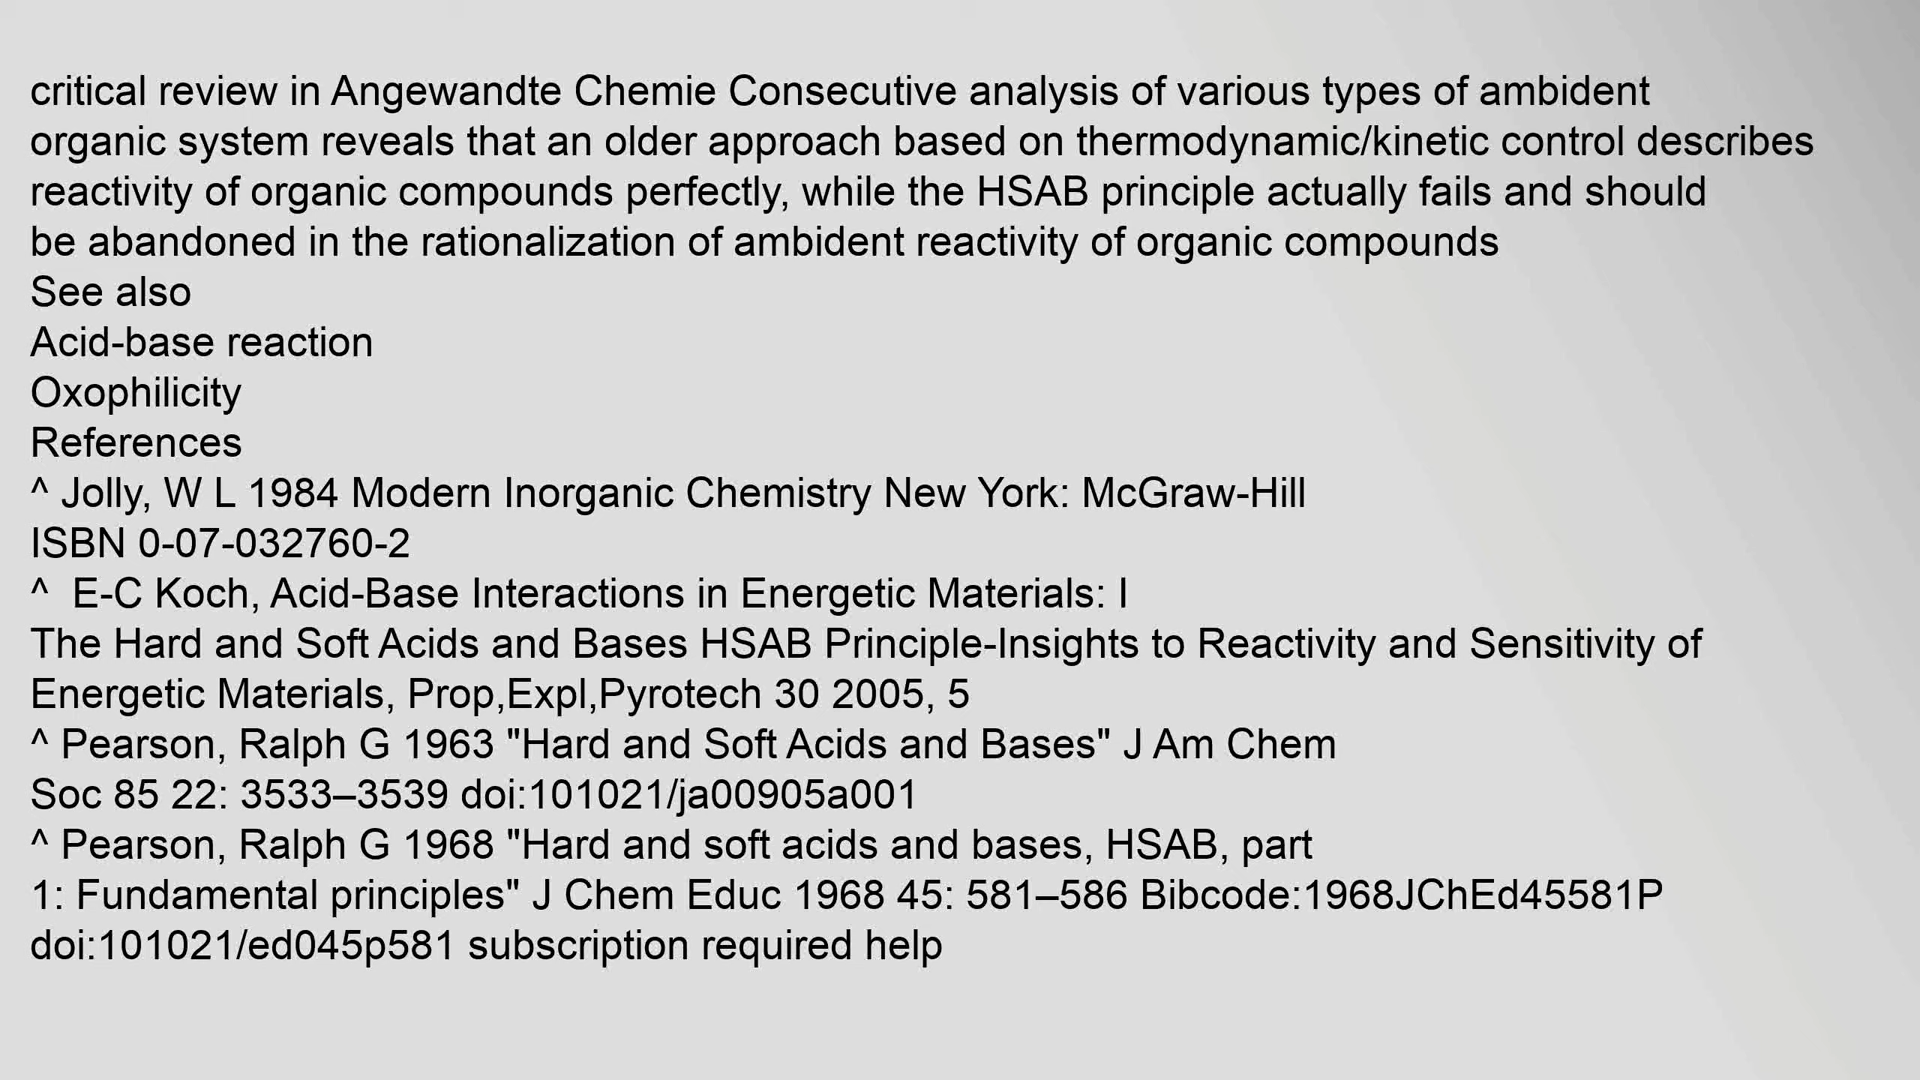 critical review in Angewandte Chemie Consecutive analysis of various types of ambident
organic system reveals that an older approach based on thermodynamic/kinetic control describes
reactivity of organic compounds perfectly, while the HSAB principle actually fails and should
be abandoned in the rationalization of ambident reactivity of organic compounds
See also
Acid-base reaction
Oxophilicity
References
^ Jolly, W L 1984 Modern Inorganic Chemistry New York: McGraw-Hill
ISBN 0-07-032760-2
^  E-C Koch, Acid-Base Interactions in Energetic Materials: I
The Hard and Soft Acids and Bases HSAB Principle-Insights to Reactivity and Sensitivity of
Energetic Materials, Prop,Expl,Pyrotech 30 2005, 5
^ Pearson, Ralph G 1963 "Hard and Soft Acids and Bases" J Am Chem
Soc 85 22: 3533–3539 doi:101021/ja00905a001
^ Pearson, Ralph G 1968 "Hard and soft acids and bases, HSAB, part
1: Fundamental principles" J Chem Educ 1968 45: 581–586 Bibcode:1968JChEd45581P
doi:101021/ed045p581 subscription required help